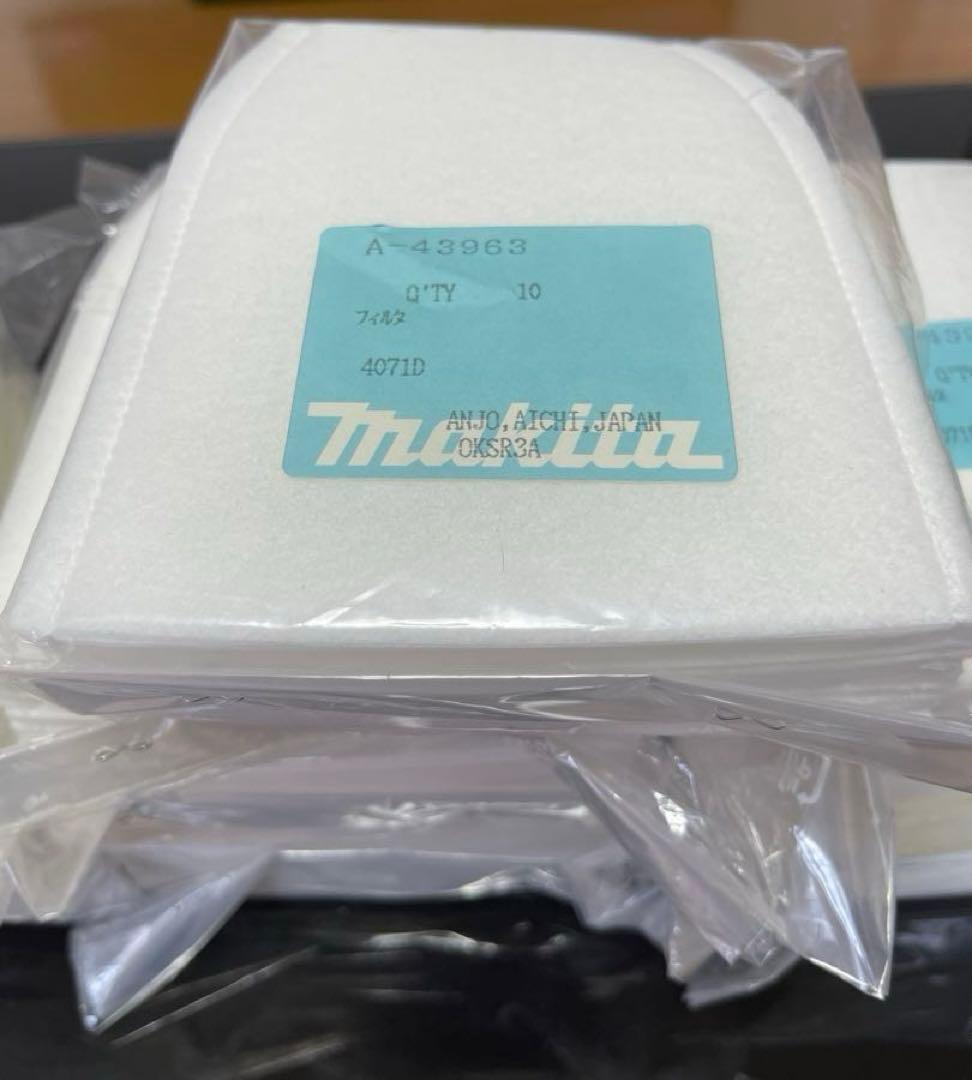 A-43963
Q'TY 10
フィルタ
4071D
ANJO,AICHI,JAPAN
makita
OKSR3A